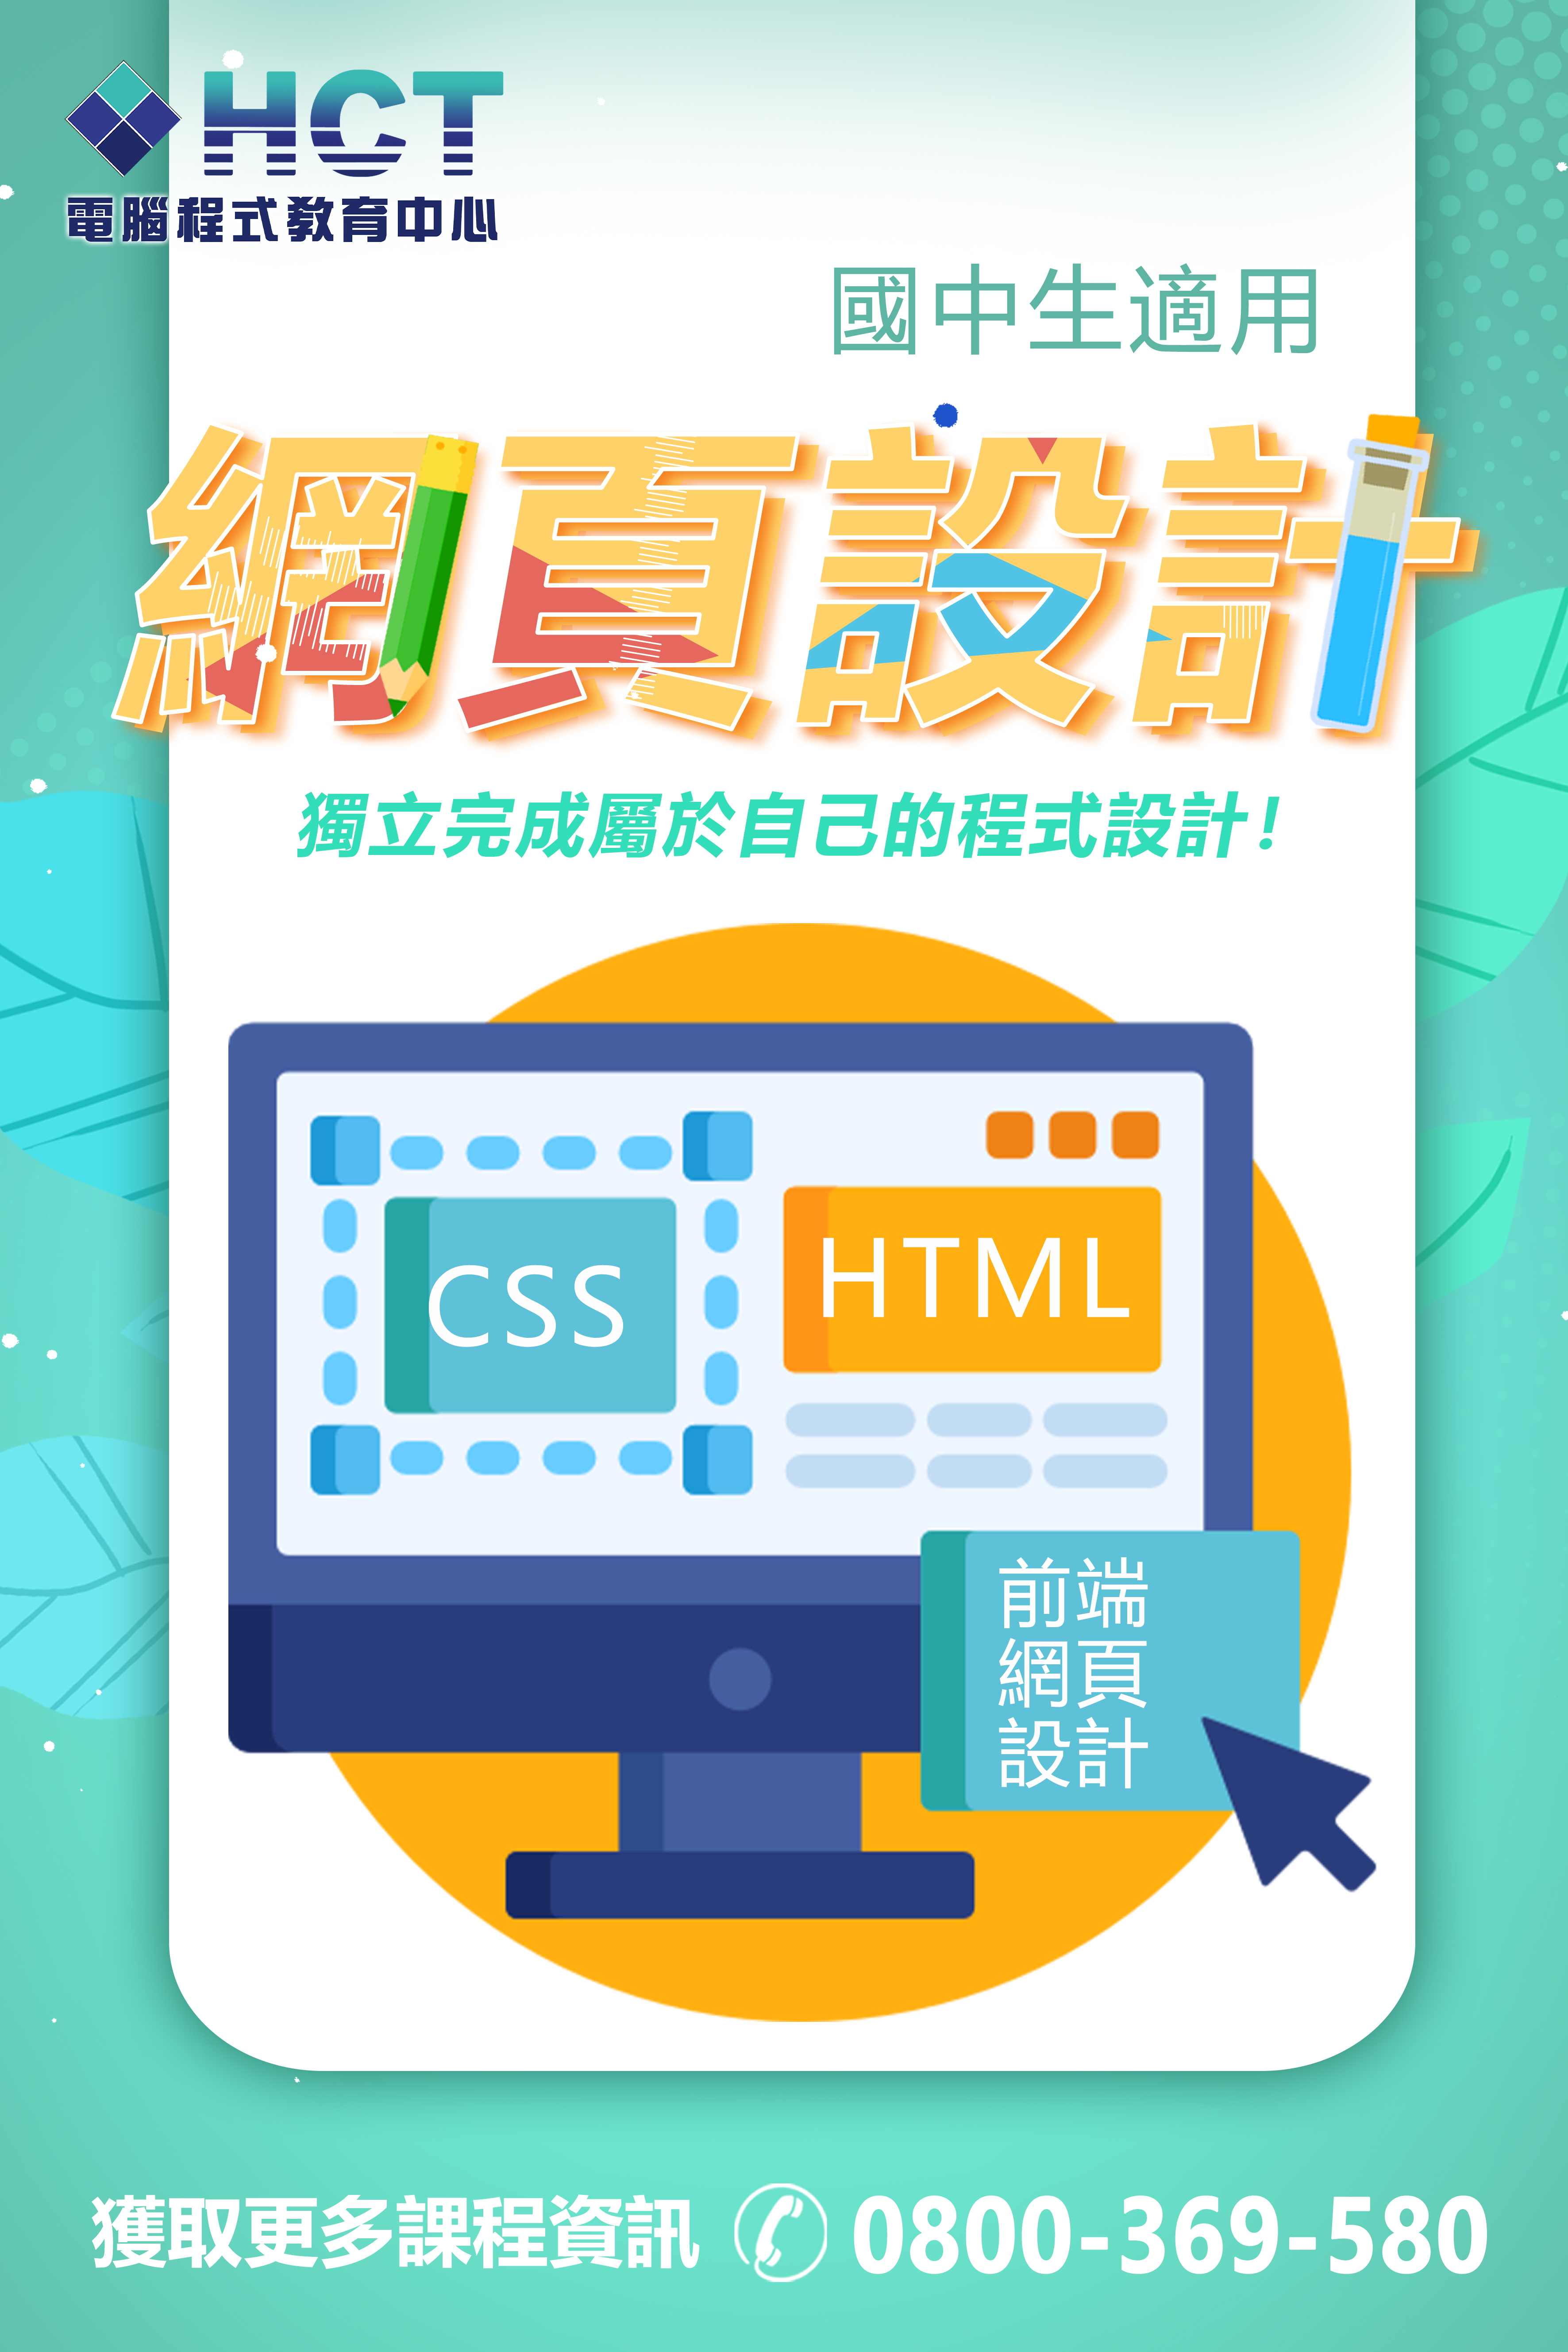 HCT
電腦程式教育中心
國中生適用
網頁設計
獨立完成屬於自己的程式設計!
CSS
HTML
前端
網頁
設計
獲取更多課程資訊 0800-369-580